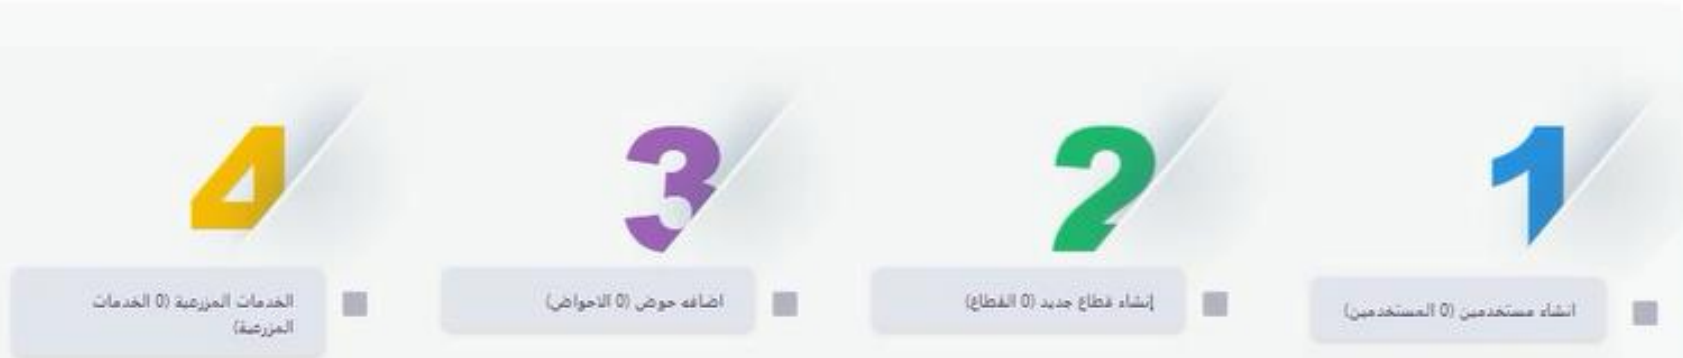 1
2
3
4
انشاء مستخدمين (0 المستخدمين)
إنشاء قطاع جديد (0 القطاع)
اضافه حوض (0 الاحواض)
الخدمات المزرعية (0 الخدمات
المزرعية)